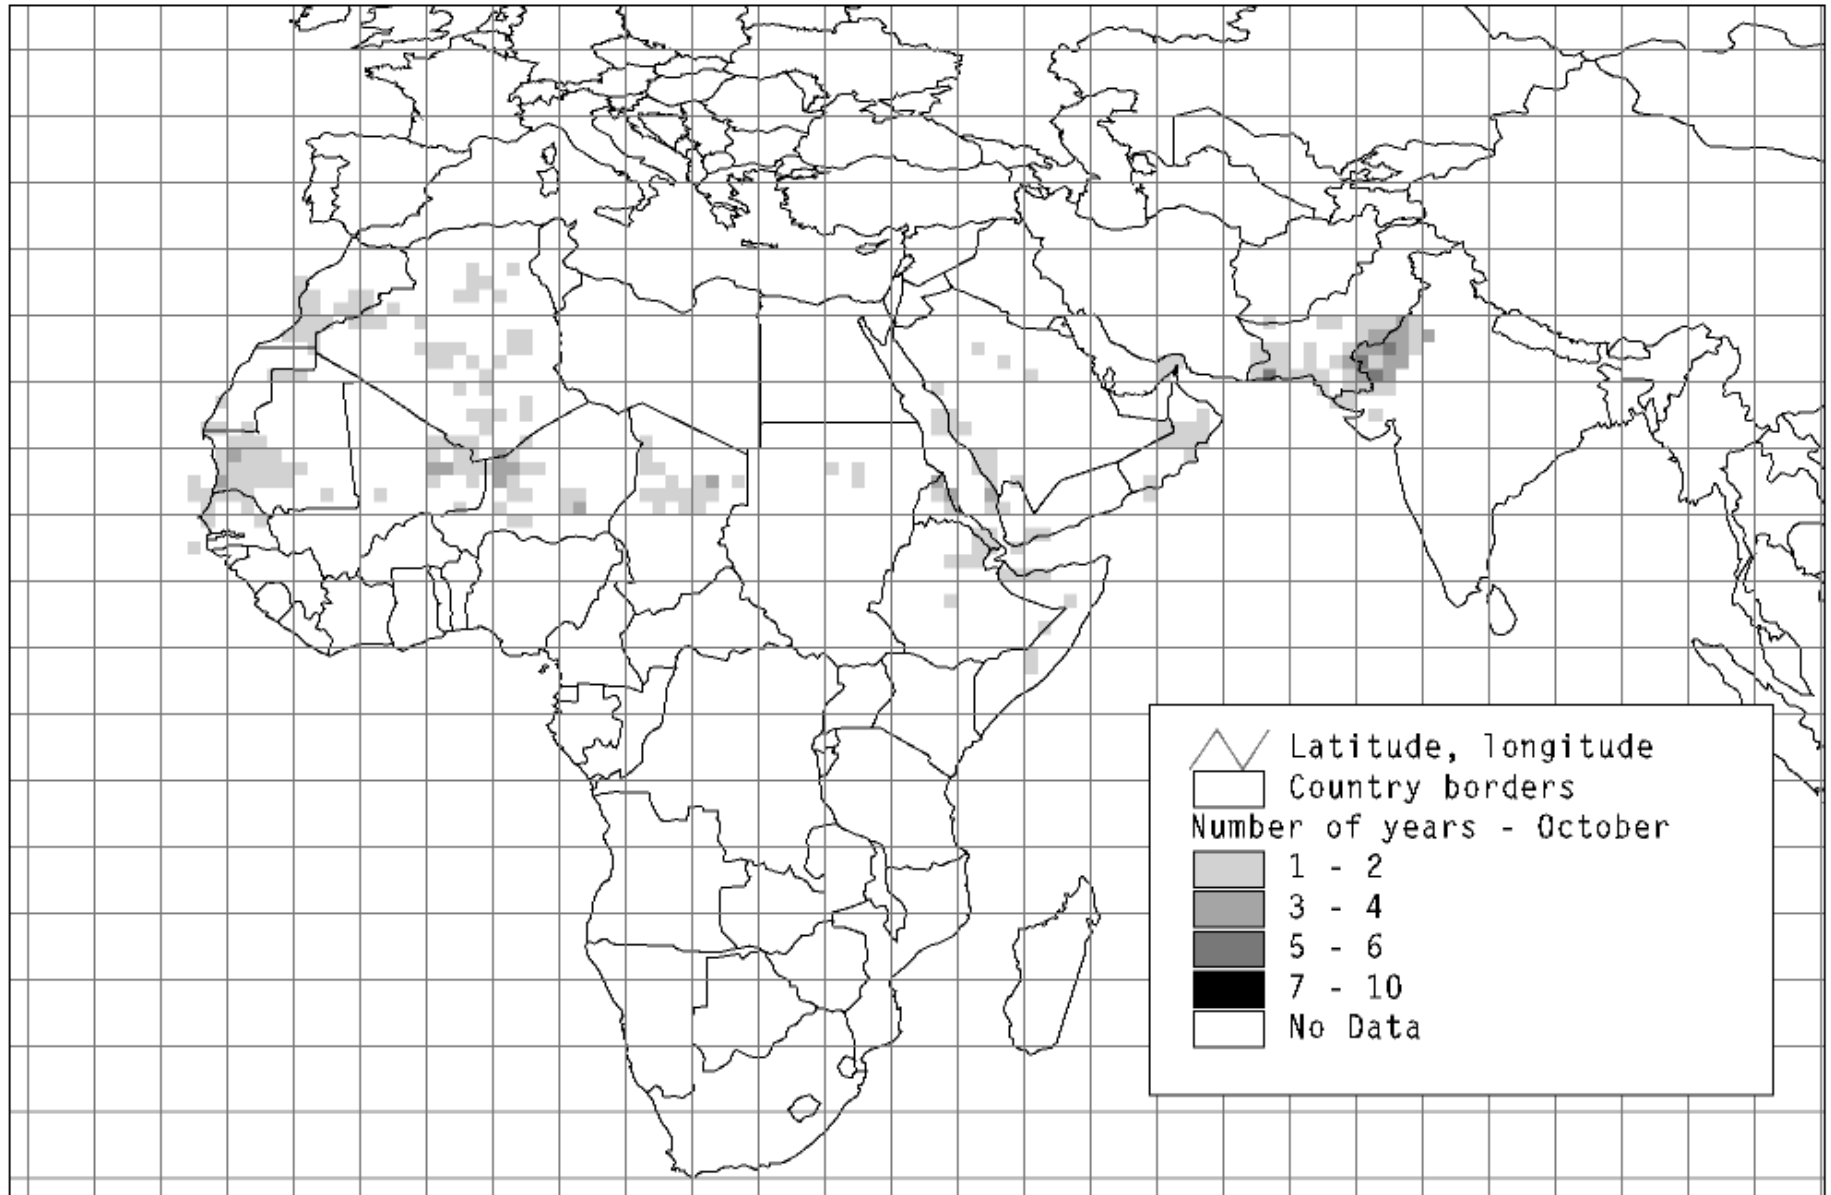 Latitude, longitude
Country borders
Number of years - October
1 - 2
3 - 4
5 - 6
7 - 10
No Data